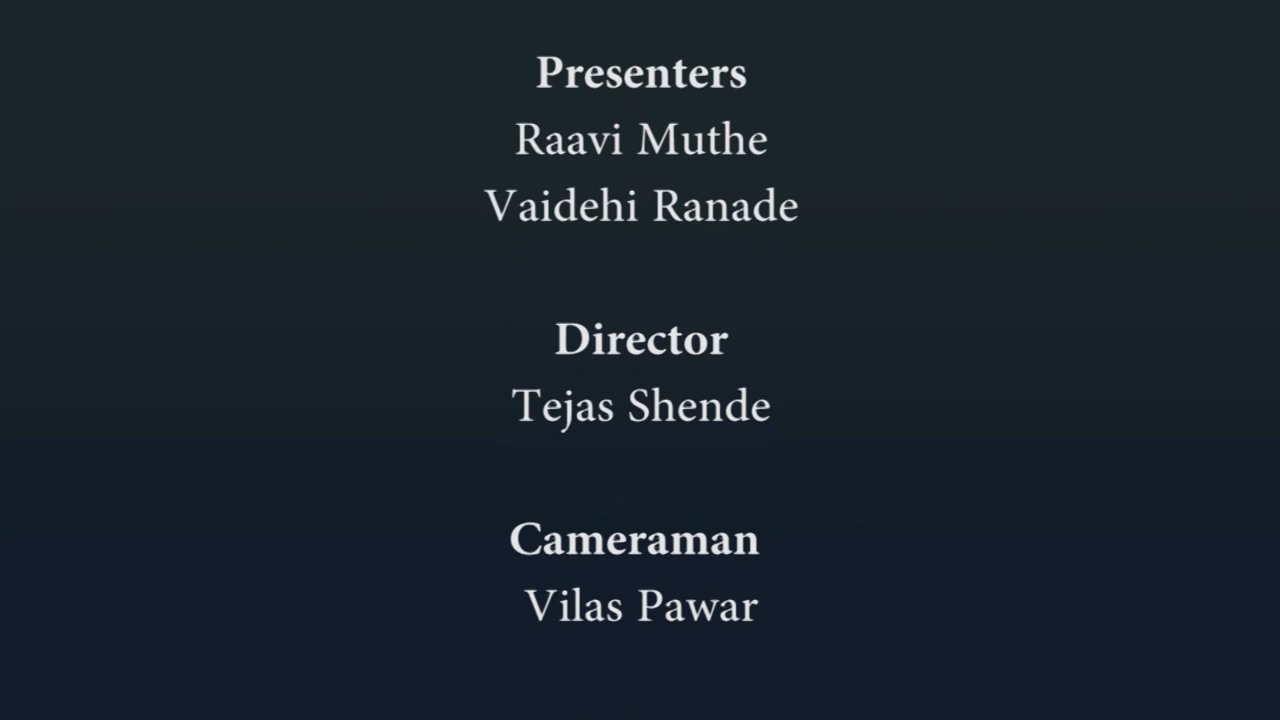 Presenters
Raavi Muthe
Vaidehi Ranade
Director
Tejas Shende
Cameraman
Vilas Pawar